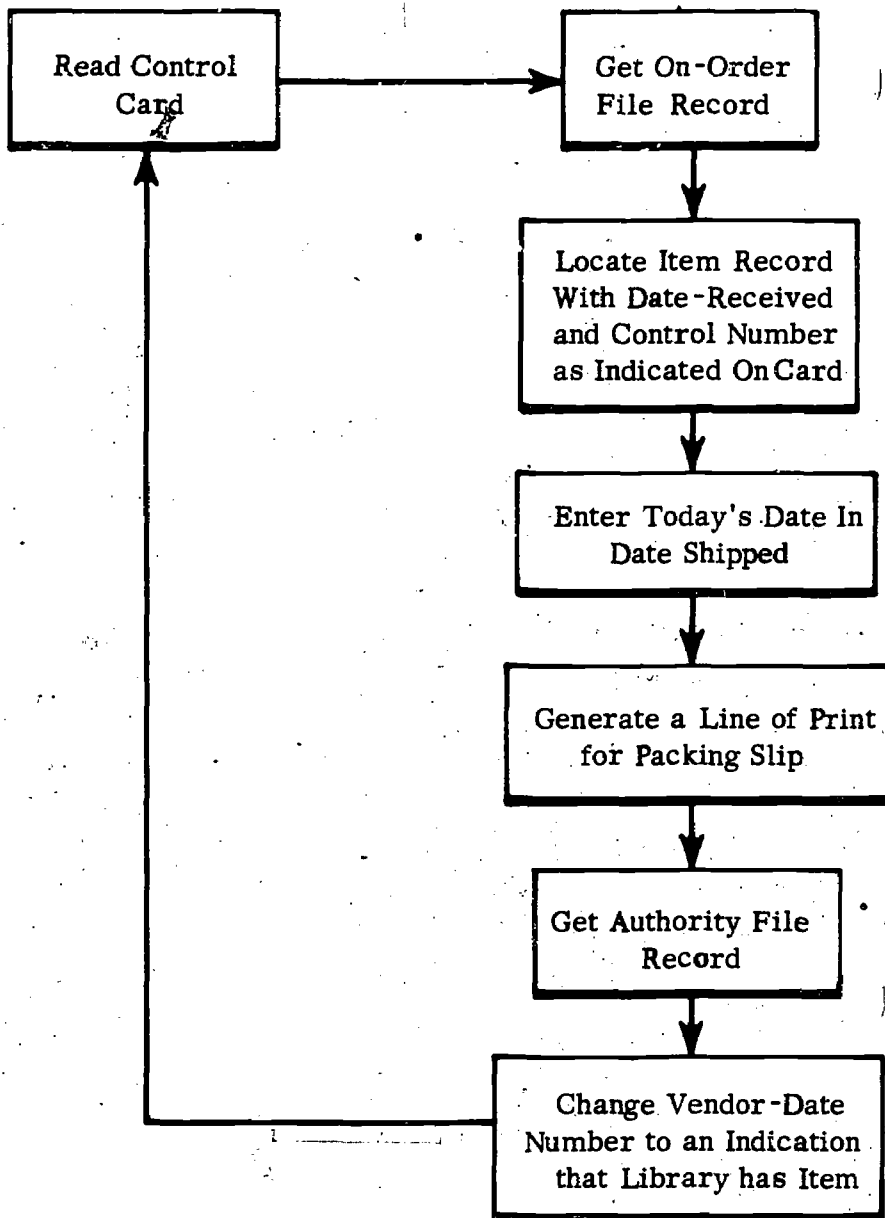 Read Control
Card
Get On-Order
File Record
Locate Item Record
With Date-Received
and Control Number
as Indicated On Card
Enter Today's Date In
Date Shipped
Generate a Line of Print
for Packing Slip
Get Authority File
Record
Change Vendor-Date
Number to an Indication
that Library has Item